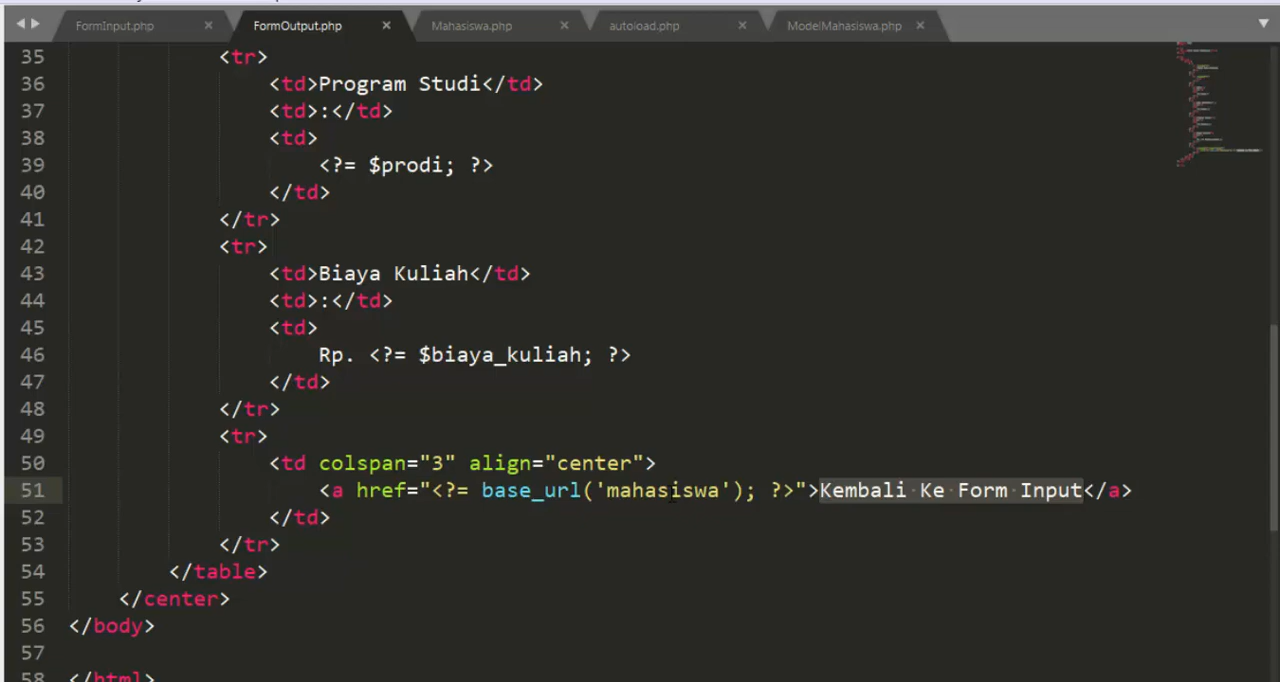 FormInput.php × FormOutput.php × Mahasiswa.php × autoload.php × ModelMahasiswa.php ×
35 <tr>
36 <td>Program Studi</td>
37 <td>:</td>
38 <td>
39 <?= $prodi; ?>
40 </td>
41 </tr>
42 <tr>
43 <td>Biaya Kuliah</td>
44 <td>:</td>
45 <td>
46 Rp. <?= $biaya_kuliah; ?>
47 </td>
48 </tr>
49 <tr>
50 <td colspan="3" align="center">
51 <a href="<?= base_url('mahasiswa'); ?>">Kembali Ke Form Input</a>
52 </td>
53 </tr>
54 </table>
55 </center>
56 </body>
57
58 </html>